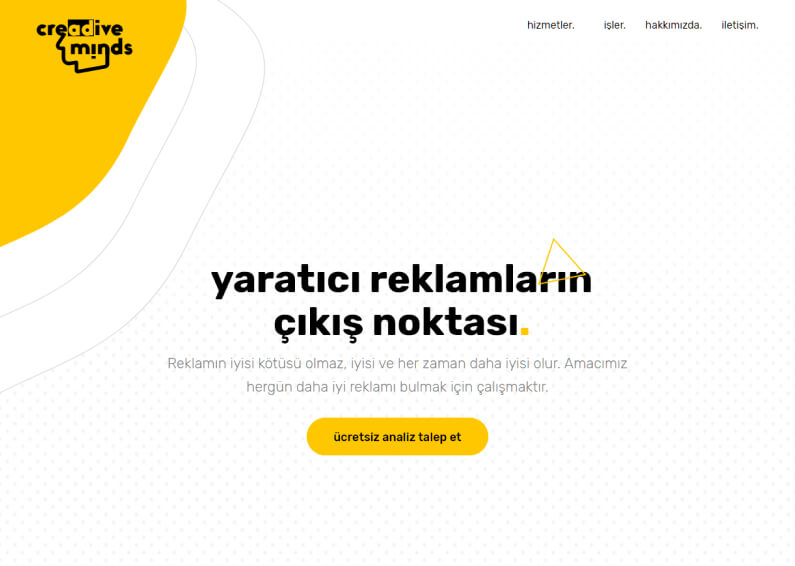 creadive
minds
hizmetler. işler. hakkımızda. iletişim.
yaratıcı reklamların
çıkış noktası.
Reklamın iyisi kötüsü olmaz, iyisi ve her zaman daha iyisi olur. Amacımız
hergün daha iyi reklamı bulmak için çalışmaktır.
ücretsiz analiz talep et